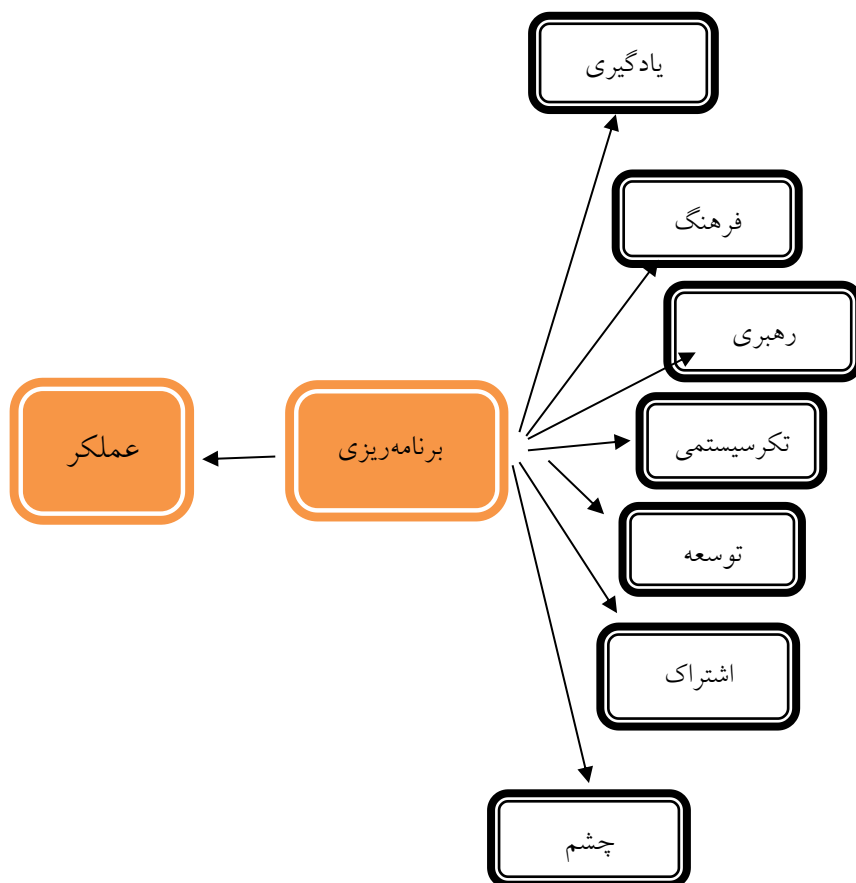 یادگیری
فرهنگ
رهبری
تکرسیستمی
توسعه
اشتراک
چشم
برنامه‌ریزی
عملکر